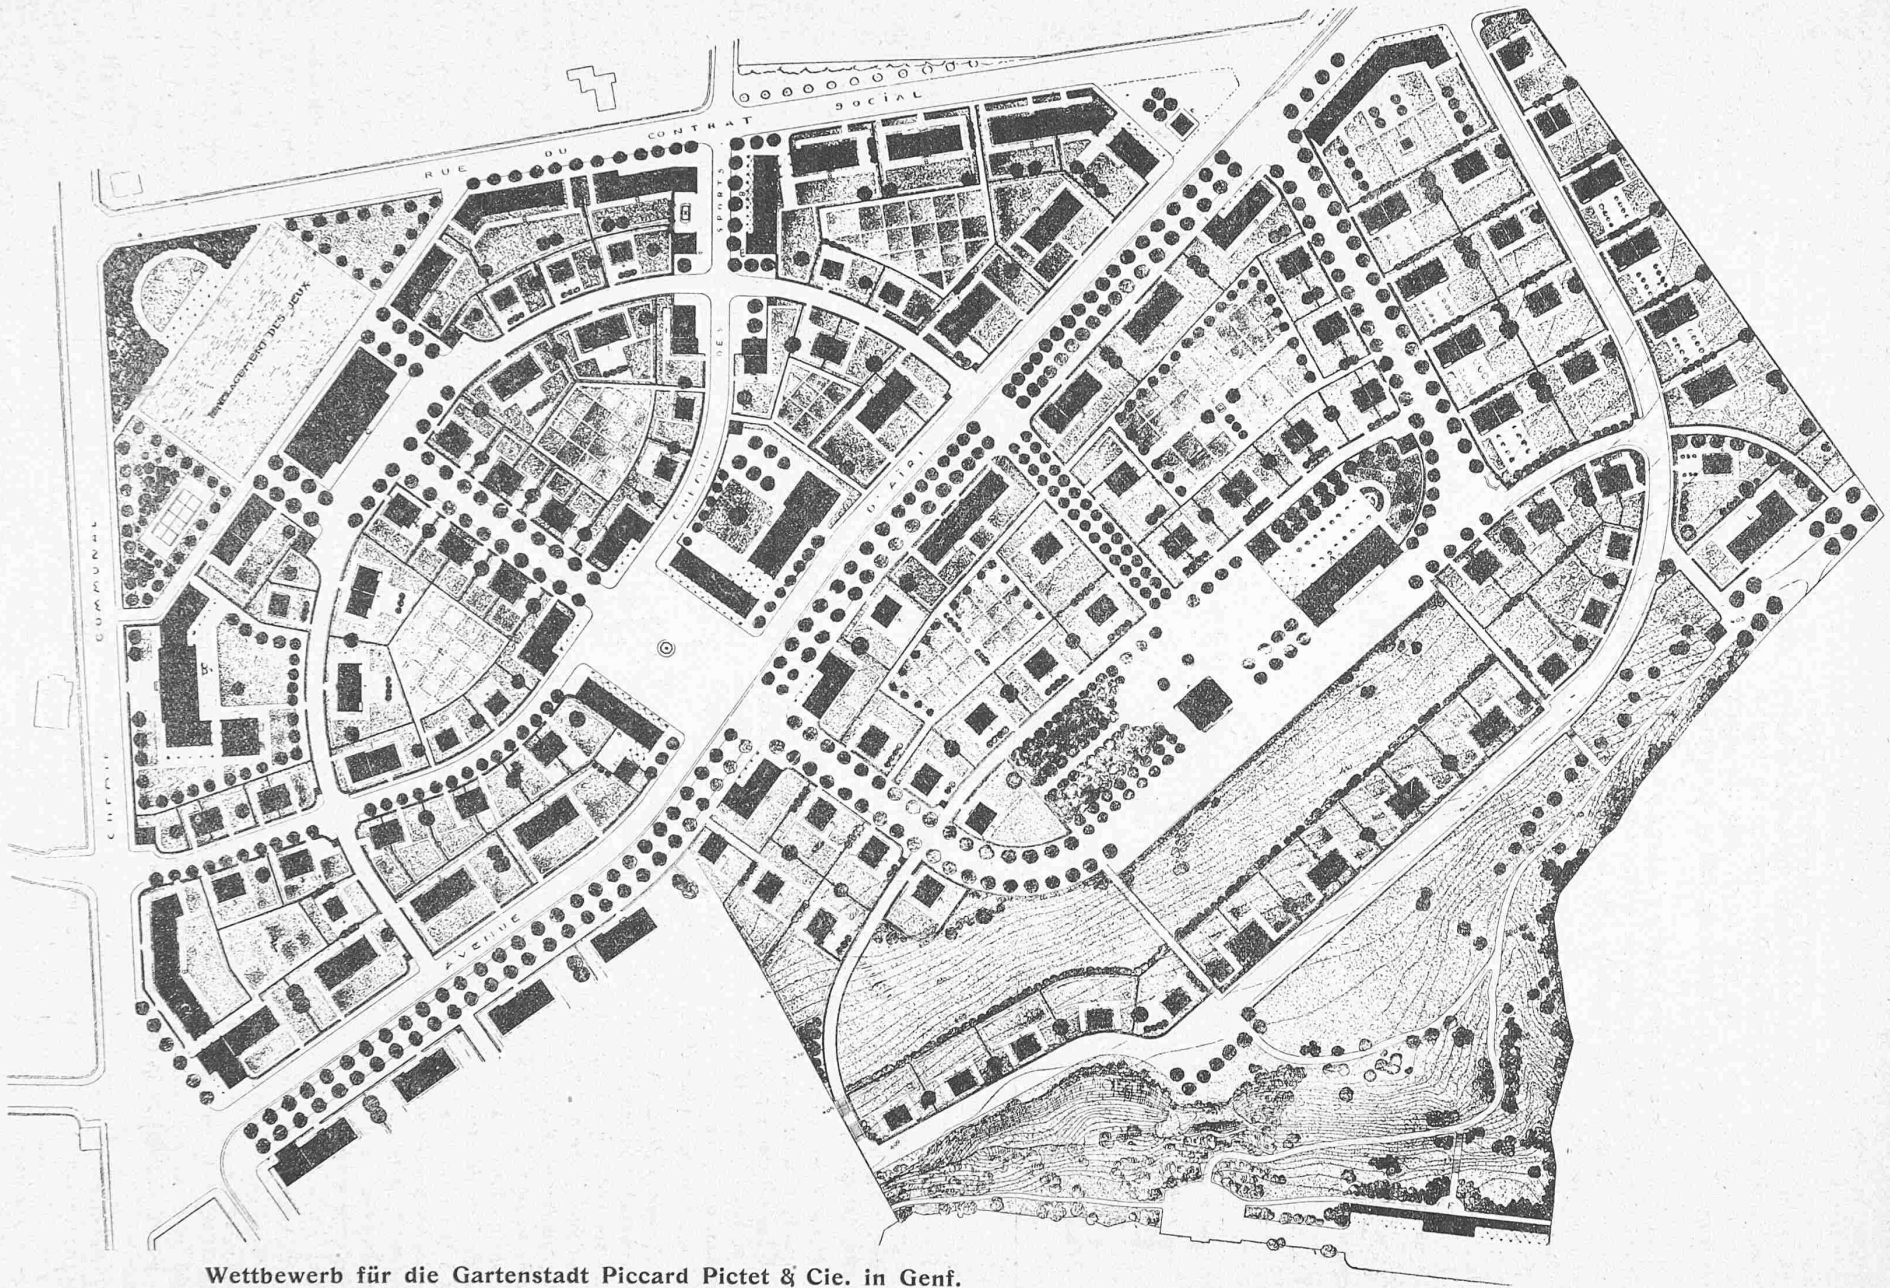 RUE DU CONTRAT SOCIAL
CHEMIN DES SPORTS
EMPLACEMENT DES JEUX
CHEMIN COMMUNAL
AVENUE D'AÏRE
Wettbewerb für die Gartenstadt Piccard Pictet & Cie. in Genf.